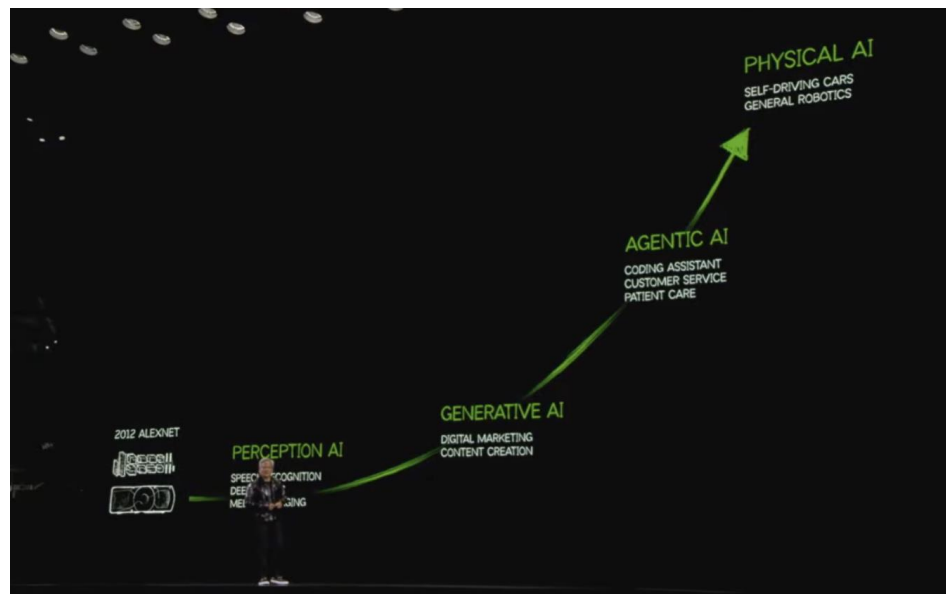 2012 ALEXNET
PERCEPTION AI
GENERATIVE AI
DIGITAL MARKETING
CONTENT CREATION
AGENTIC AI
CODING ASSISTANT
CUSTOMER SERVICE
PATIENT CARE
PHYSICAL AI
SELF-DRIVING CARS
GENERAL ROBOTICS